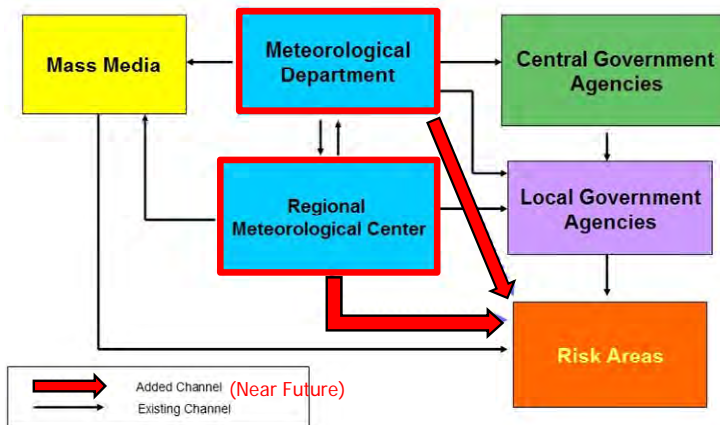 Mass Media
Meteorological
Department
Central Government
Agencies
Regional
Meteorological Center
Local Government
Agencies
Risk Areas
Added Channel (Near Future)
Existing Channel